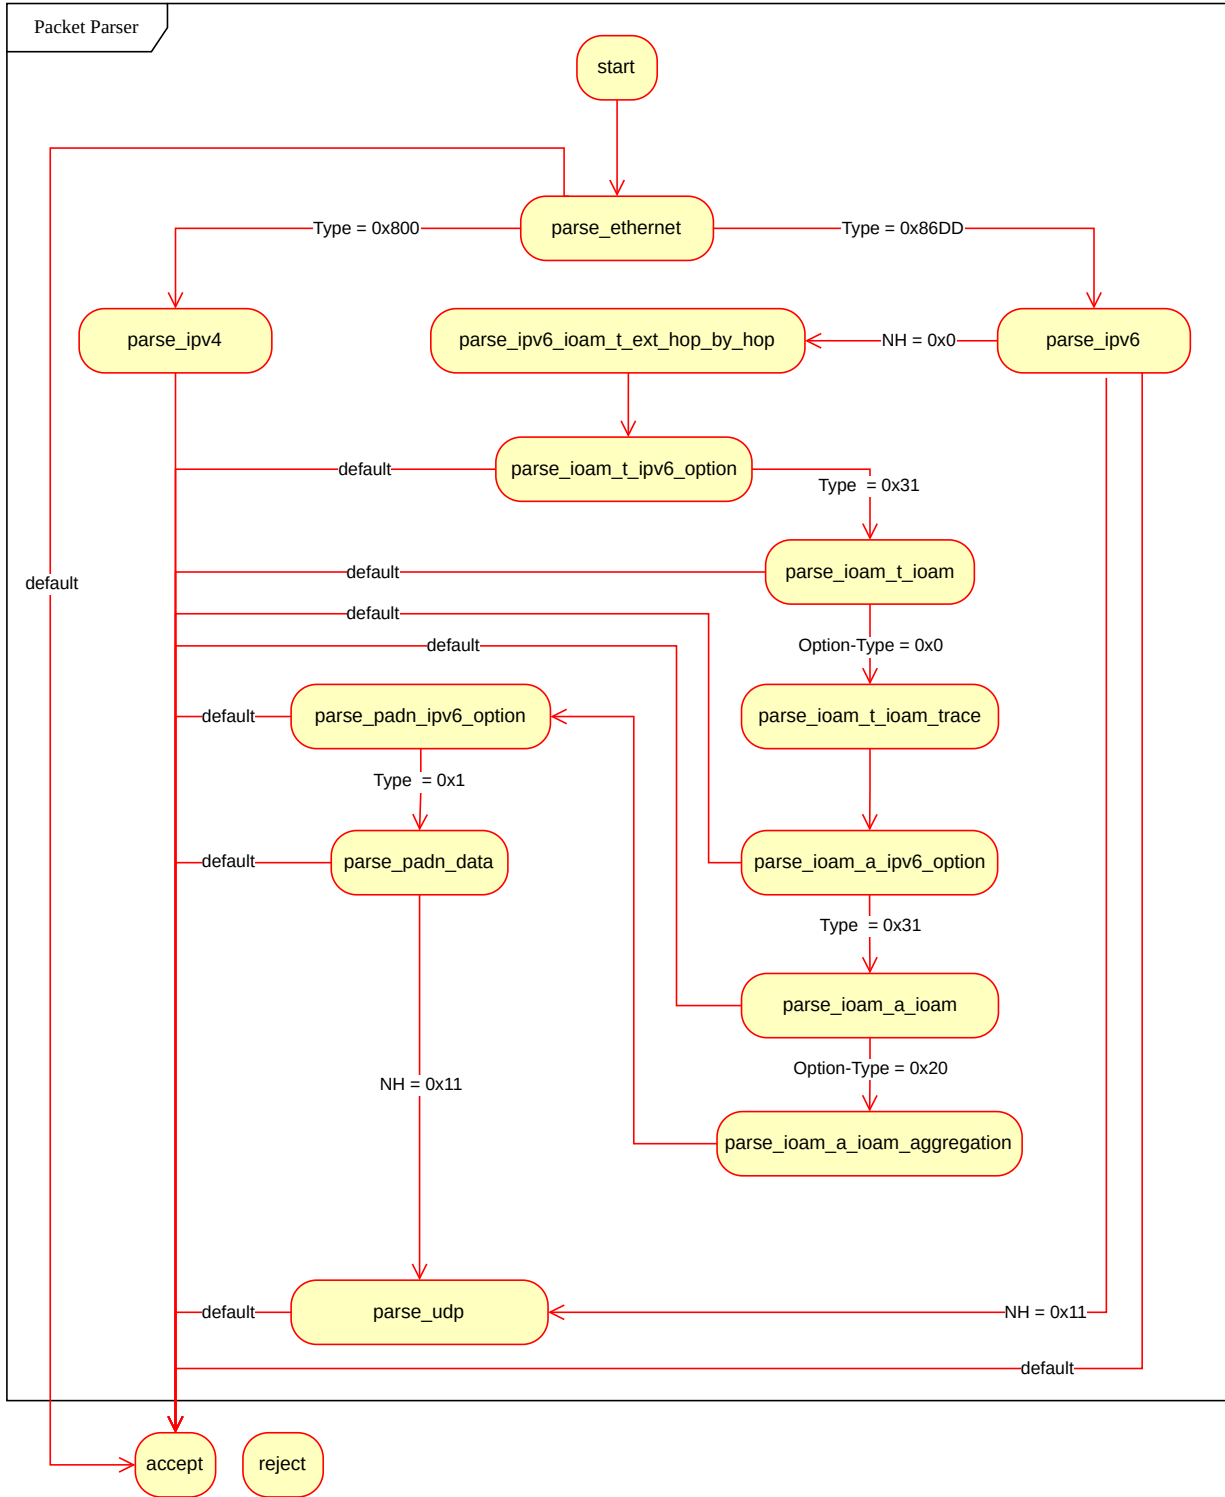 Packet Parser
start
parse_ethernet
Type = 0x800
Type = 0x86DD
parse_ipv4
parse_ipv6_ioam_t_ext_hop_by_hop
NH = 0x0
parse_ipv6
parse_ioam_t_ipv6_option
default
Type  = 0x31
parse_ioam_t_ioam
default
default
default
default
Option-Type = 0x0
parse_padn_ipv6_option
default
parse_ioam_t_ioam_trace
Type  = 0x1
parse_padn_data
default
parse_ioam_a_ipv6_option
Type  = 0x31
parse_ioam_a_ioam
Option-Type = 0x20
NH = 0x11
parse_ioam_a_ioam_aggregation
default
parse_udp
NH = 0x11
default
accept
reject